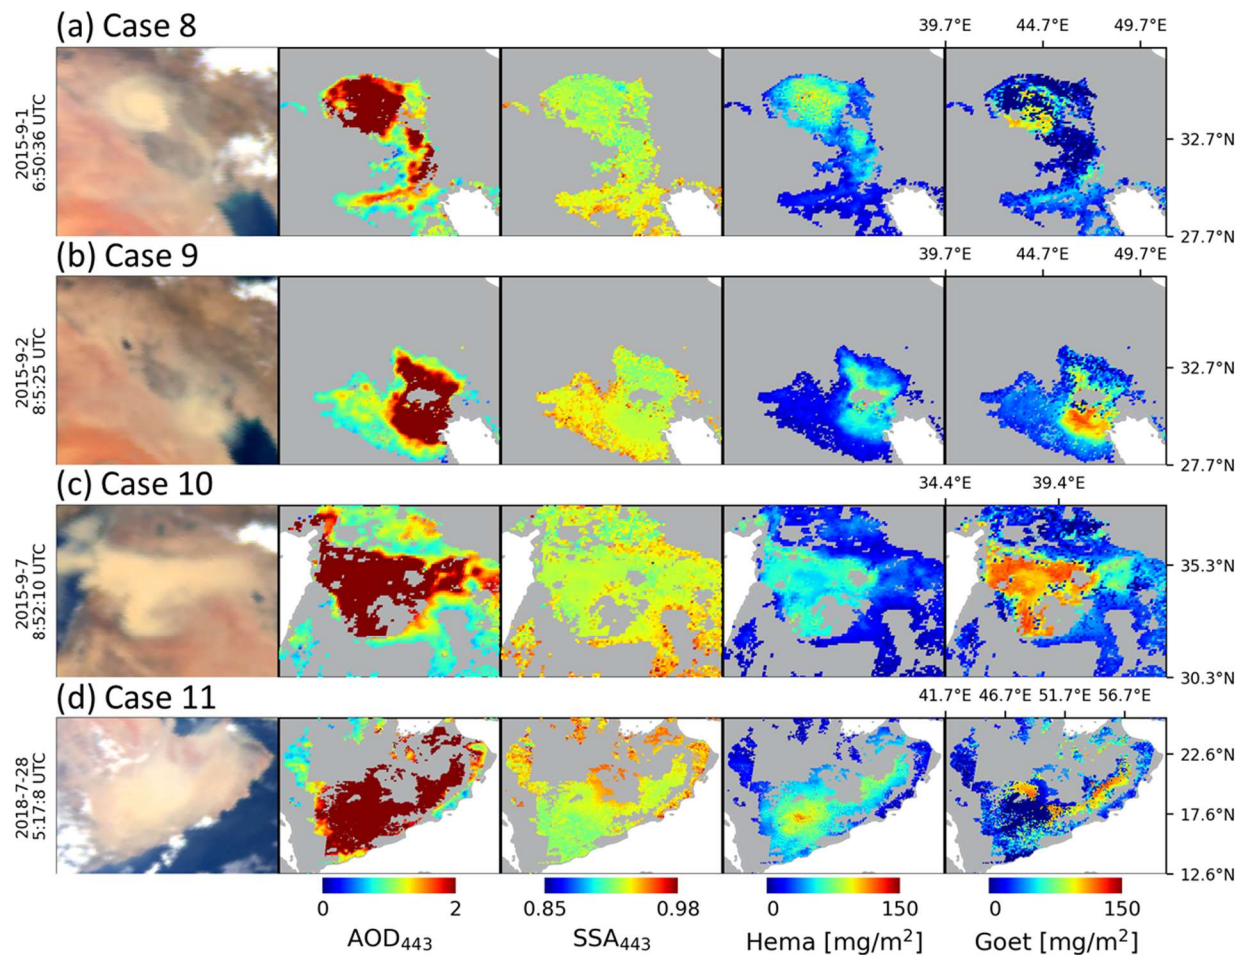 (a) Case 8
39.7°E 44.7°E 49.7°E
2015-9-1
6:50:36 UTC
32.7°N
27.7°N
(b) Case 9
39.7°E 44.7°E 49.7°E
2015-9-2
8:5:25 UTC
32.7°N
27.7°N
(c) Case 10
34.4°E 39.4°E
2015-9-7
8:52:10 UTC
35.3°N
30.3°N
(d) Case 11
41.7°E 46.7°E 51.7°E 56.7°E
2018-7-28
5:17:8 UTC
22.6°N
17.6°N
12.6°N
0 2 0.85 0.98 0 150 0 150
AOD₄₄₃ SSA₄₄₃ Hema [mg/m²] Goet [mg/m²]